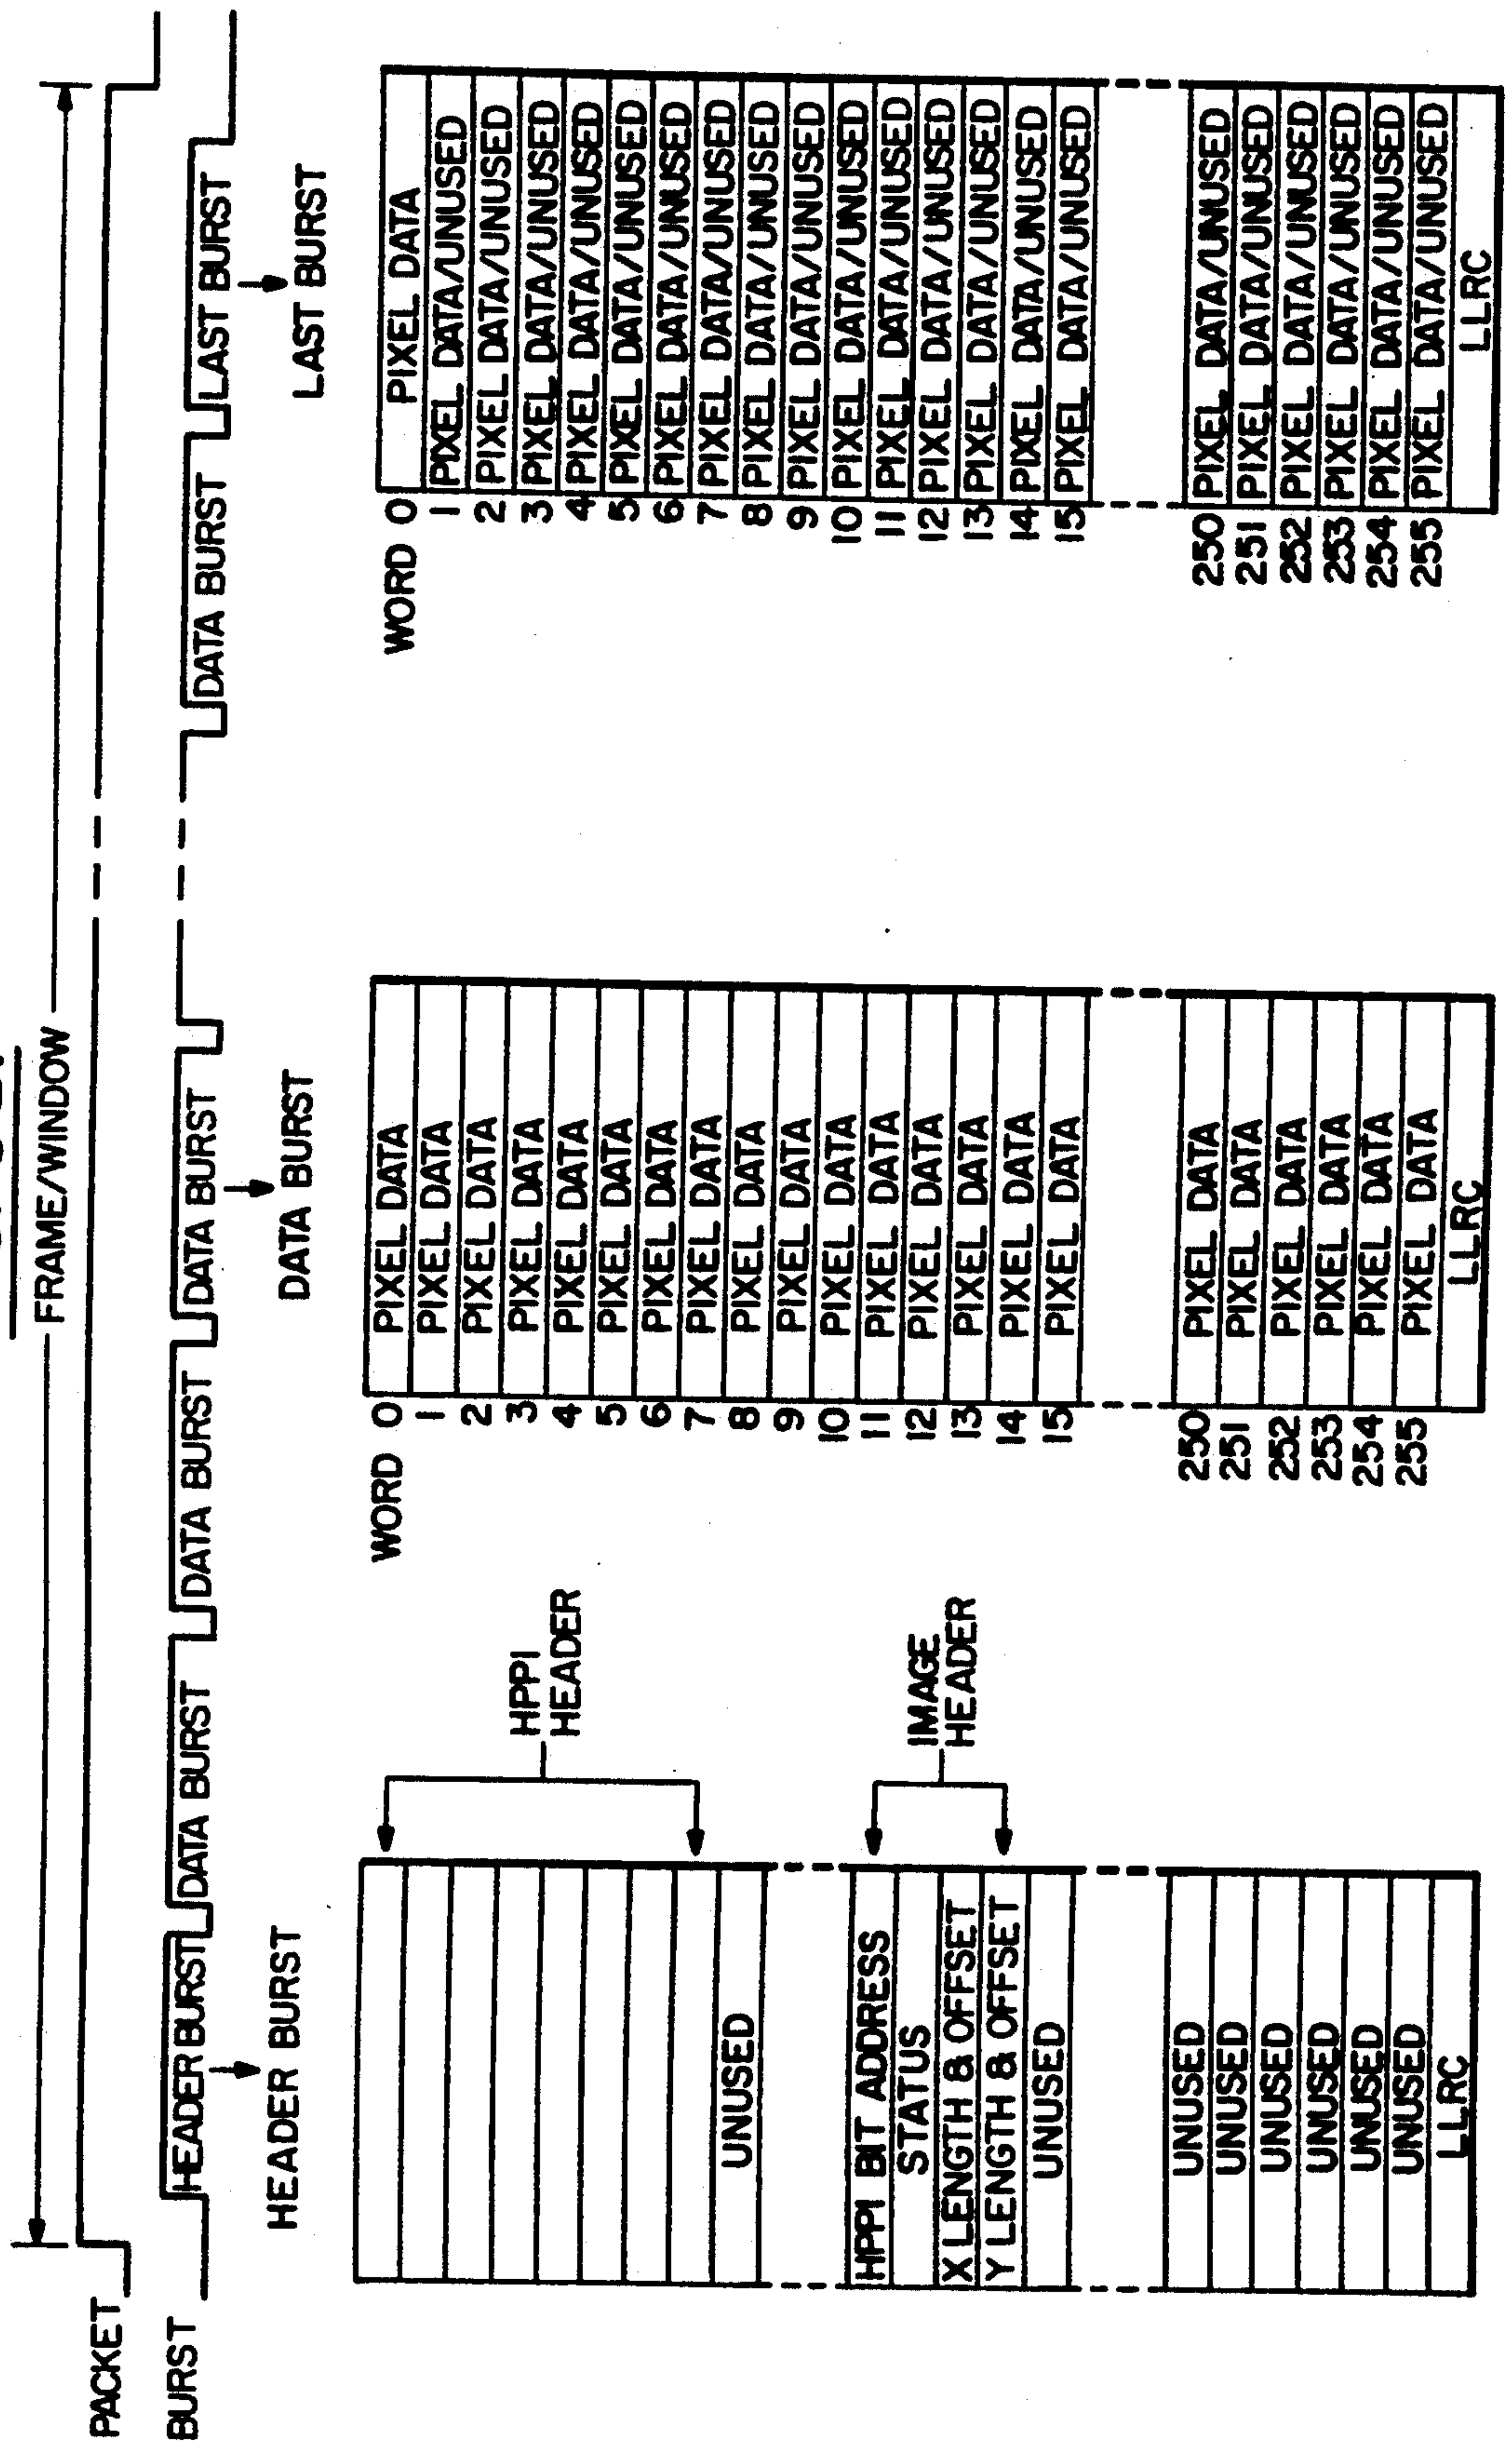 FRAME/WINDOW
PACKET
BURST
HEADER BURST
DATA BURST
DATA BURST
DATA BURST
DATA BURST
LAST BURST
HEADER BURST
UNUSED
HPPI BIT ADDRESS
STATUS
X LENGTH & OFFSET
Y LENGTH & OFFSET
UNUSED
UNUSED
UNUSED
UNUSED
UNUSED
UNUSED
UNUSED
LLRC
HPPI
HEADER
IMAGE
HEADER
DATA BURST
WORD 0 PIXEL DATA
1 PIXEL DATA
2 PIXEL DATA
3 PIXEL DATA
4 PIXEL DATA
5 PIXEL DATA
6 PIXEL DATA
7 PIXEL DATA
8 PIXEL DATA
9 PIXEL DATA
10 PIXEL DATA
11 PIXEL DATA
12 PIXEL DATA
13 PIXEL DATA
14 PIXEL DATA
15 PIXEL DATA
250 PIXEL DATA
251 PIXEL DATA
252 PIXEL DATA
253 PIXEL DATA
254 PIXEL DATA
255 PIXEL DATA
LLRC
LAST BURST
WORD 0 PIXEL DATA
1 PIXEL DATA/UNUSED
2 PIXEL DATA/UNUSED
3 PIXEL DATA/UNUSED
4 PIXEL DATA/UNUSED
5 PIXEL DATA/UNUSED
6 PIXEL DATA/UNUSED
7 PIXEL DATA/UNUSED
8 PIXEL DATA/UNUSED
9 PIXEL DATA/UNUSED
10 PIXEL DATA/UNUSED
11 PIXEL DATA/UNUSED
12 PIXEL DATA/UNUSED
13 PIXEL DATA/UNUSED
14 PIXEL DATA/UNUSED
15 PIXEL DATA/UNUSED
250 PIXEL DATA/UNUSED
251 PIXEL DATA/UNUSED
252 PIXEL DATA/UNUSED
253 PIXEL DATA/UNUSED
254 PIXEL DATA/UNUSED
255 PIXEL DATA/UNUSED
LLRC